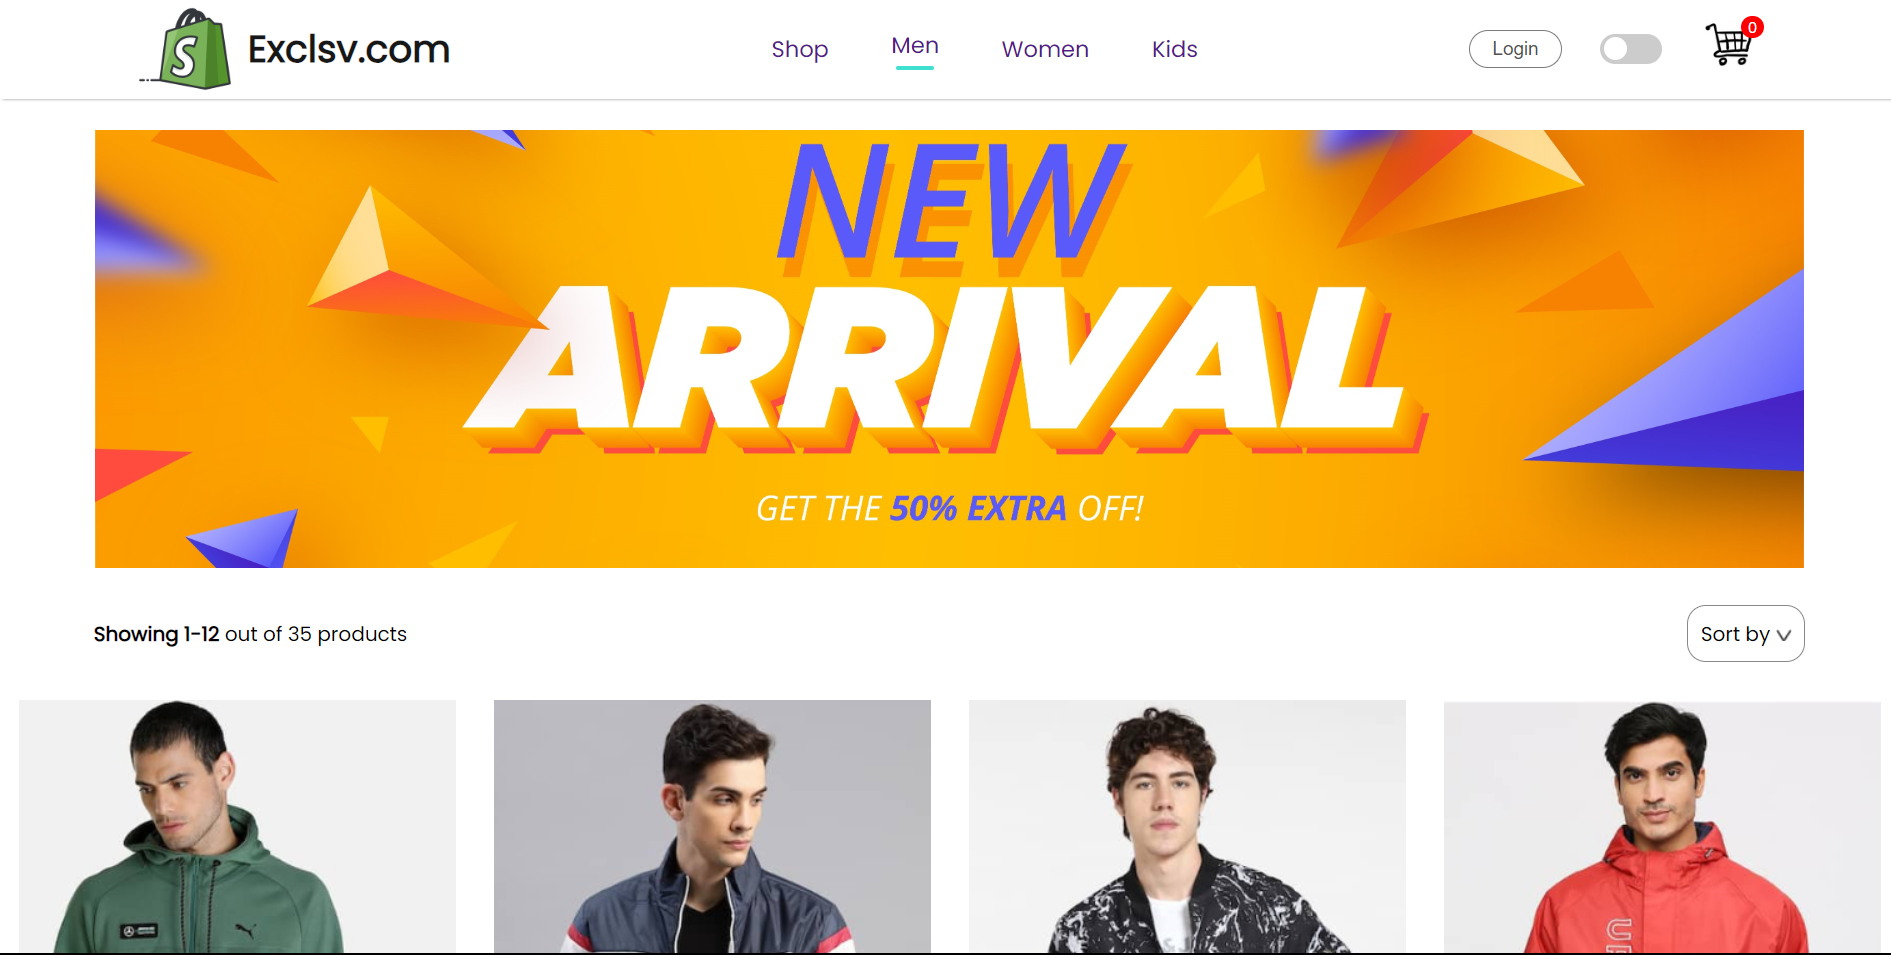 S
Exclsv.com
Shop
Men
Women
Kids
Login
0
NEW
ARRIVAL
GET THE 50% EXTRA OFF!
Showing 1-12 out of 35 products
Sort by